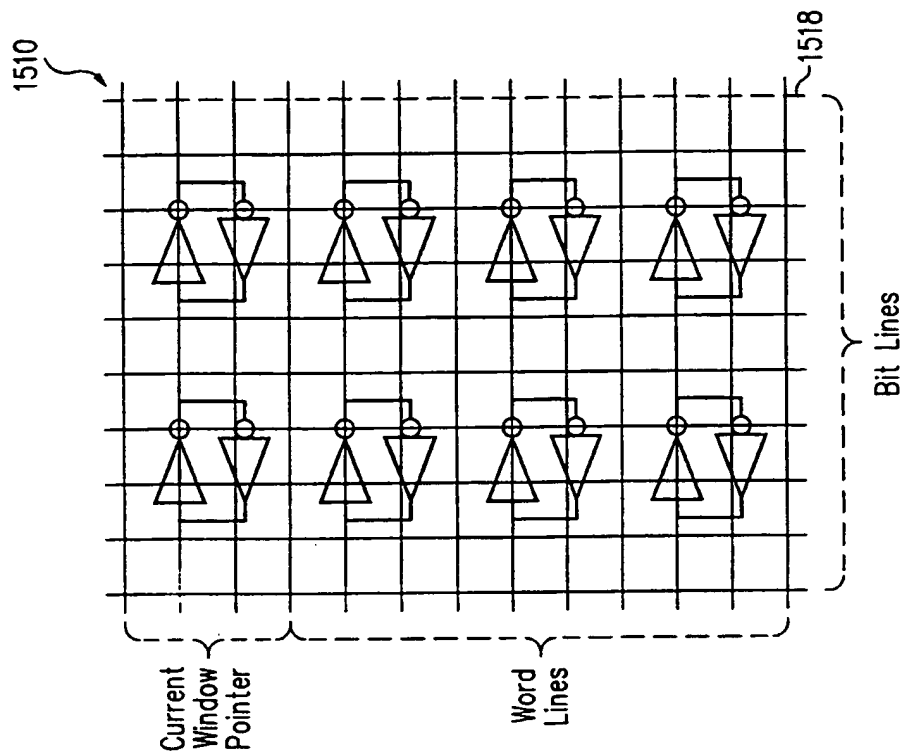 1510
Current
Window
Pointer
Word
Lines
1518
Bit Lines